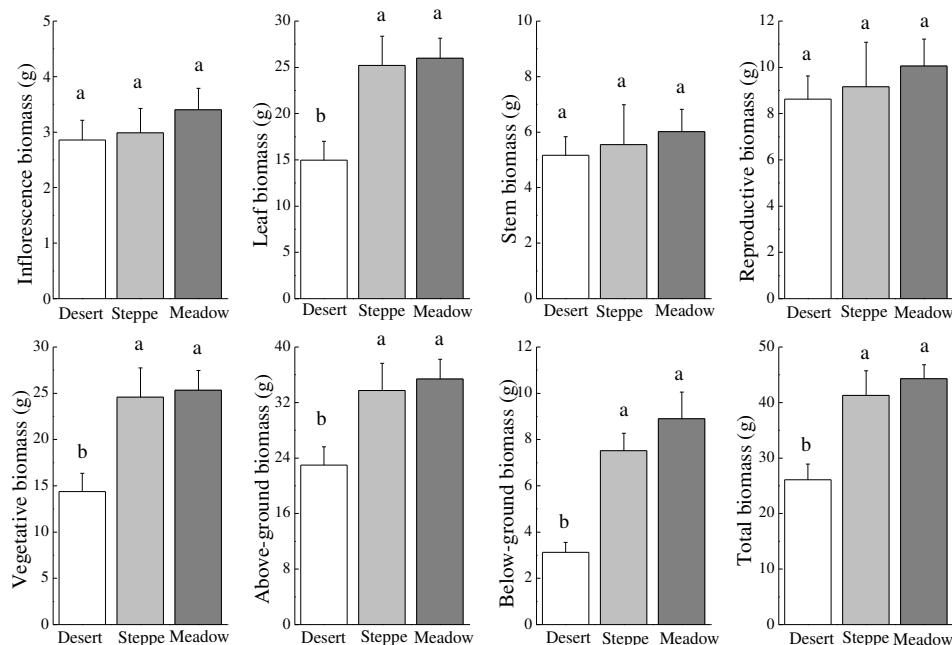 Inflorescence biomass (g)
5
4
3
2
1
0
a
a
a
Desert Steppe Meadow
Leaf biomass (g)
30
25
20
15
10
5
0
b
a
a
Desert Steppe Meadow
Stem biomass (g)
10
8
6
4
2
0
a
a
a
Desert Steppe Meadow
Reproductive biomass (g)
12
10
8
6
4
2
0
a
a
a
Desert Steppe Meadow
Vegetative biomass (g)
30
25
20
15
10
5
0
b
a
a
Desert Steppe Meadow
Above-ground biomass (g)
40
32
24
16
8
0
b
a
a
Desert Steppe Meadow
Below-ground biomass (g)
12
10
8
6
4
2
0
b
a
a
Desert Steppe Meadow
Total biomass (g)
50
40
30
20
10
0
b
a
a
Desert Steppe Meadow